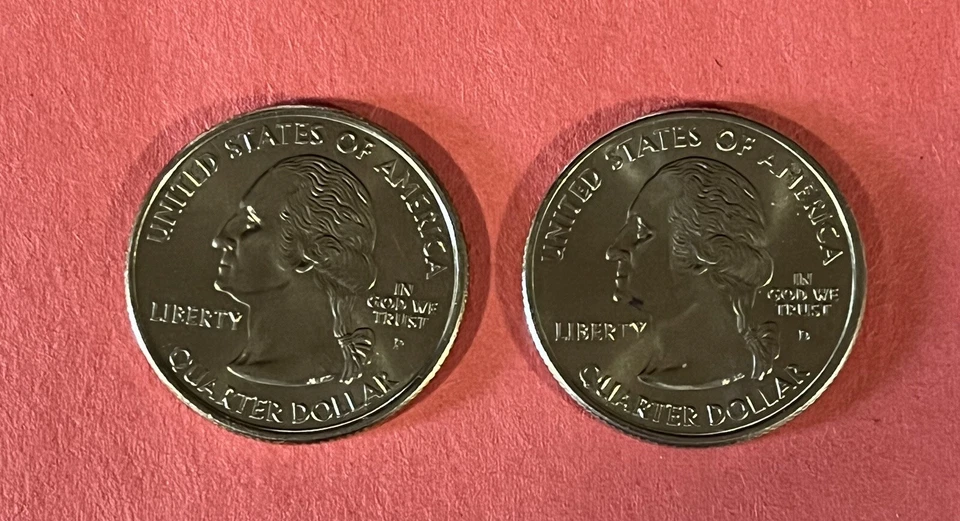 UNITED STATES OF AMERICA
LIBERTY
IN
GOD WE
TRUST
P
QUARTER DOLLAR
UNITED STATES OF AMERICA
LIBERTY
IN
GOD WE
TRUST
D
QUARTER DOLLAR